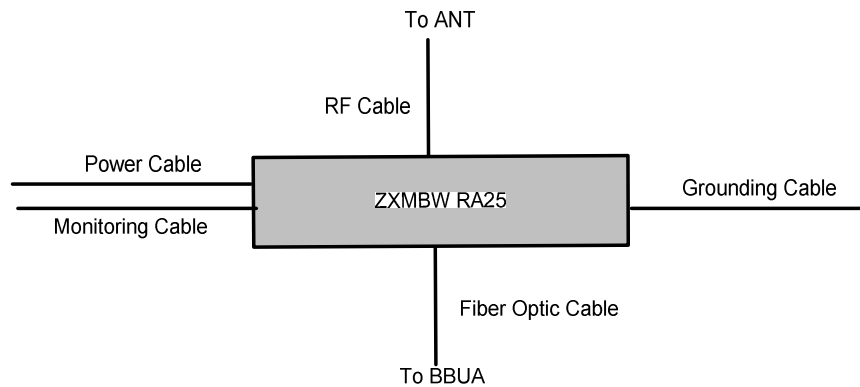 To ANT
RF Cable
Power Cable
ZXMBW RA25
Grounding Cable
Monitoring Cable
Fiber Optic Cable
To BBUA